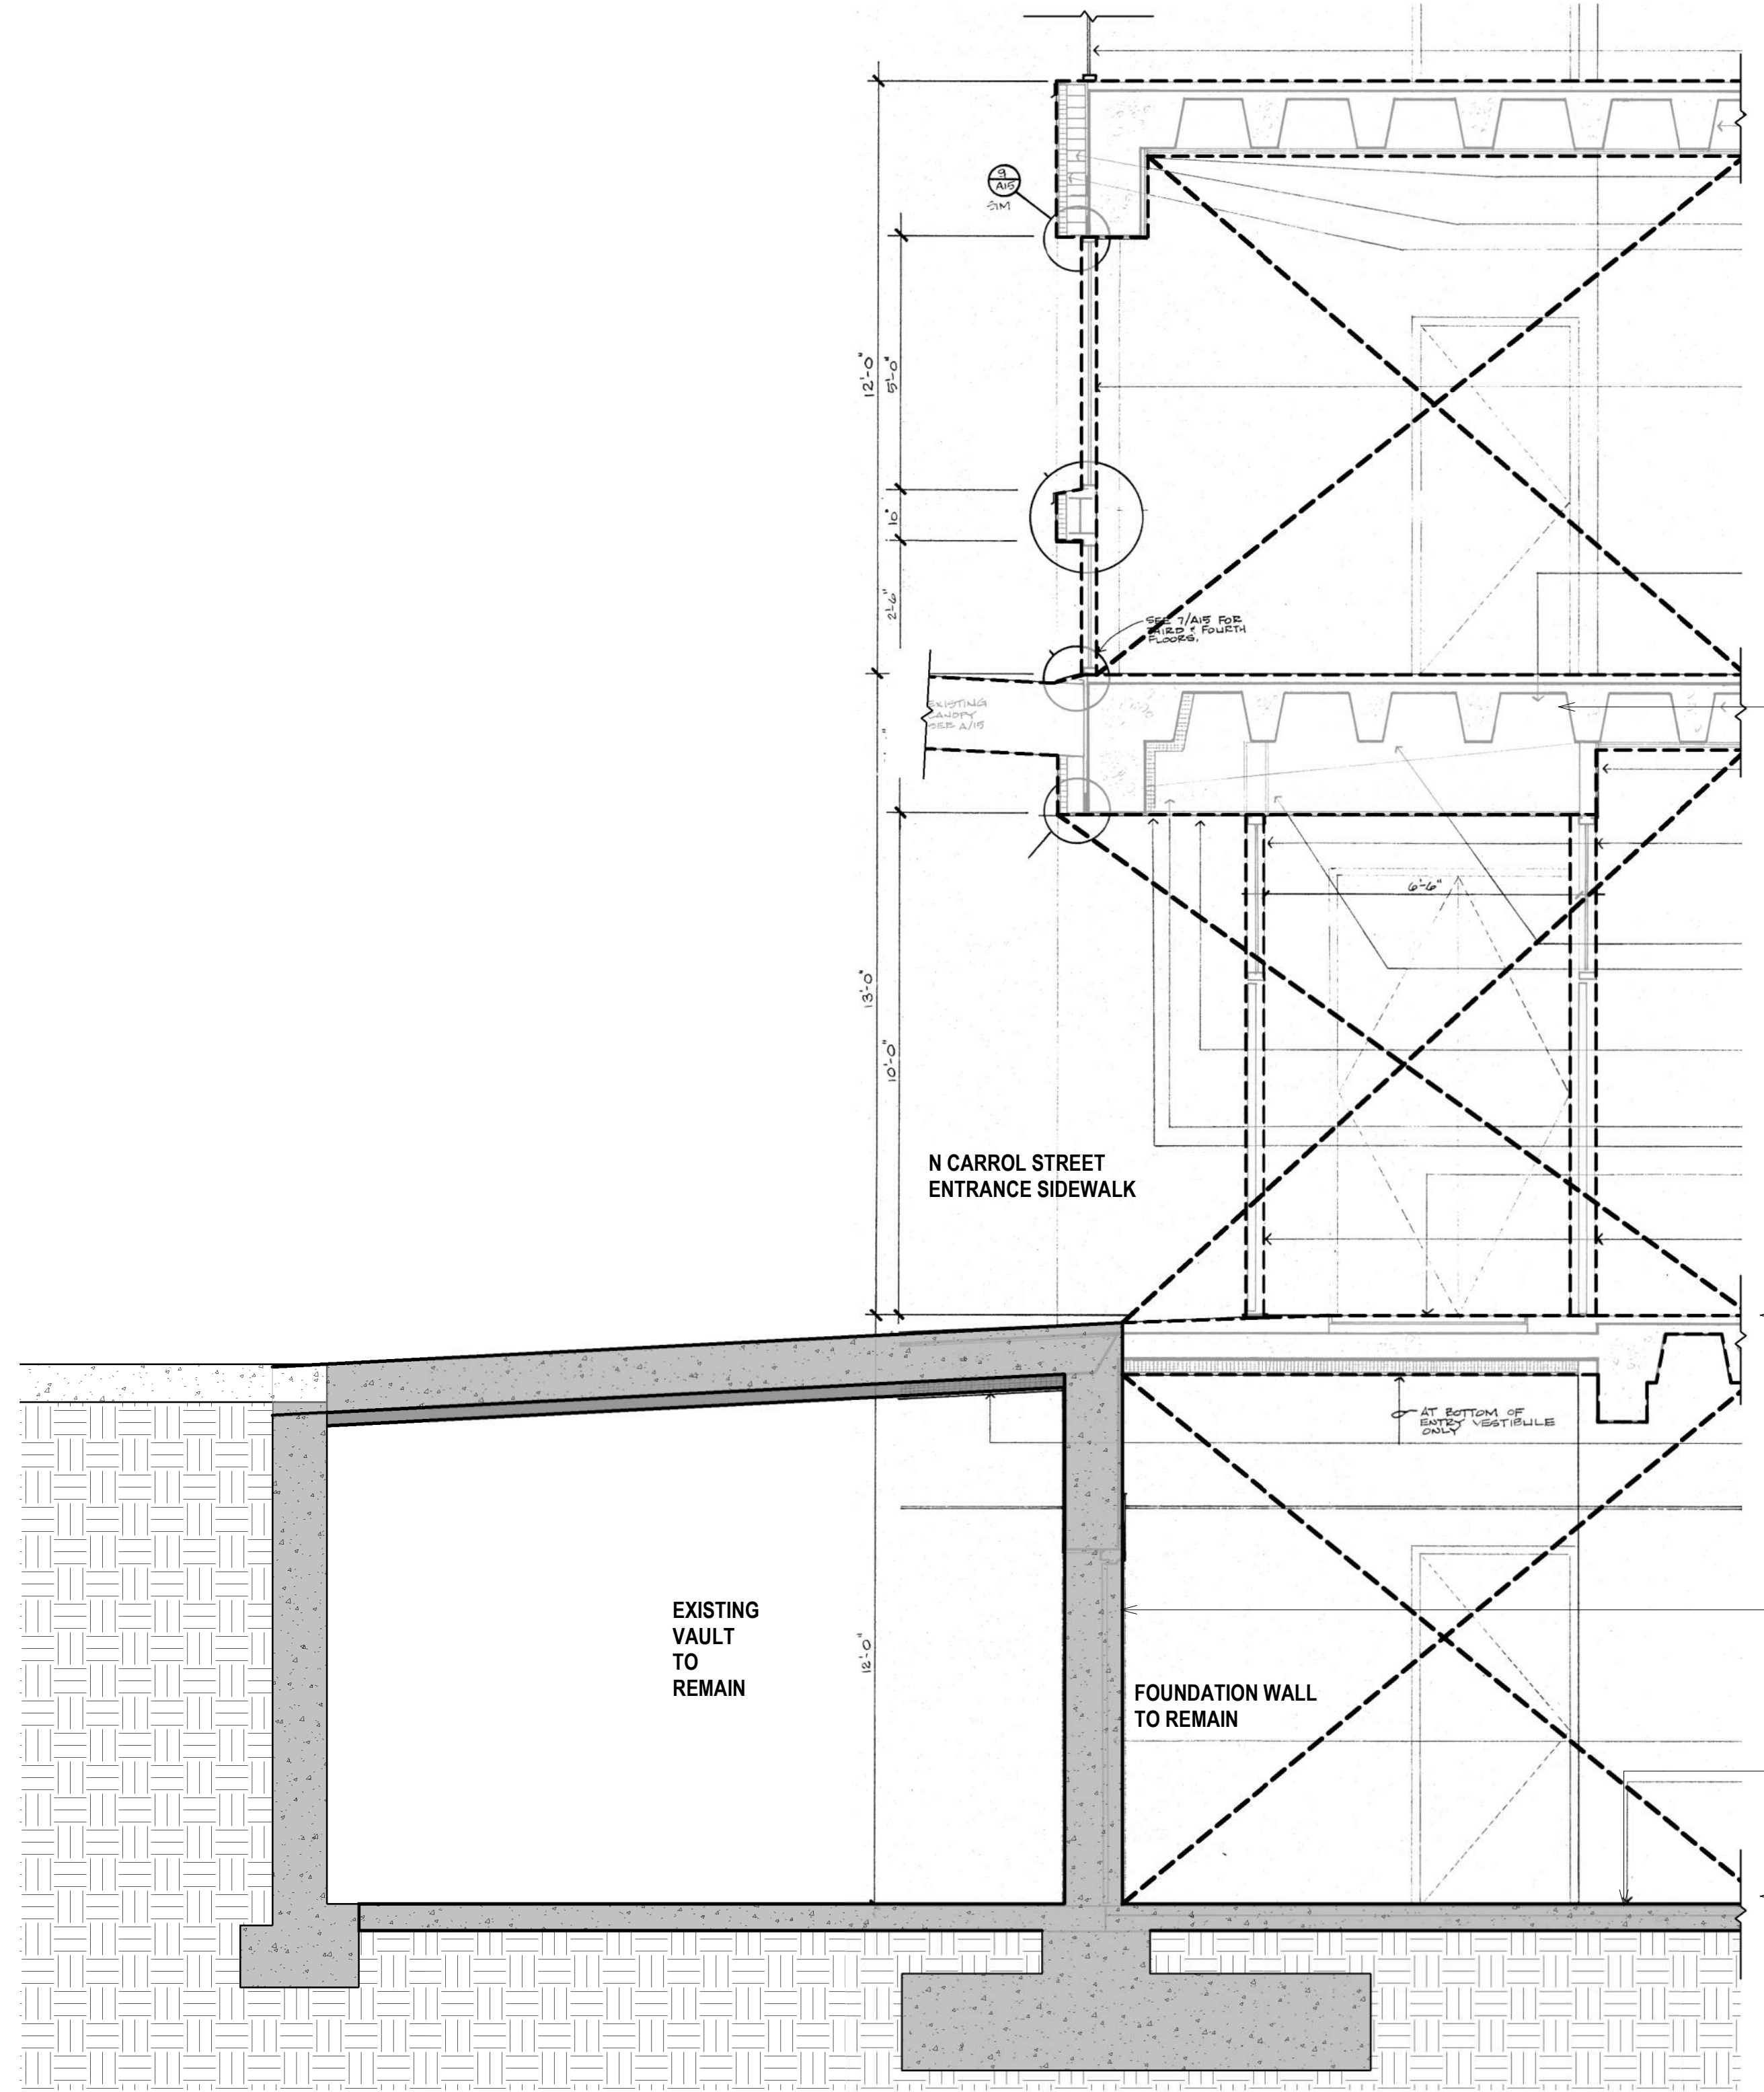 9
A15
SIM
12'-0"
5'-0"
10"
2'-6"
SEE 7/A15 FOR
THIRD & FOURTH
FLOORS.
EXISTING
CANOPY
SEE A/15
6'-6"
13'-0"
10'-0"
N CARROL STREET
ENTRANCE SIDEWALK
AT BOTTOM OF
ENTRY VESTIBULE
ONLY
EXISTING
VAULT
TO
REMAIN
12'-0"
FOUNDATION WALL
TO REMAIN